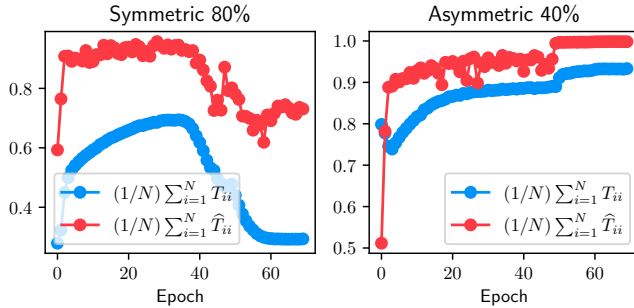 Symmetric 80%
0.8
0.6
0.4
0 20 40 60
Epoch
(1/N) ∑_{i=1}^{N} T_{ii}
(1/N) ∑_{i=1}^{N} \widehat{T}_{ii}
Asymmetric 40%
1.0
0.9
0.8
0.7
0.6
0.5
0 20 40 60
Epoch
(1/N) ∑_{i=1}^{N} T_{ii}
(1/N) ∑_{i=1}^{N} \widehat{T}_{ii}